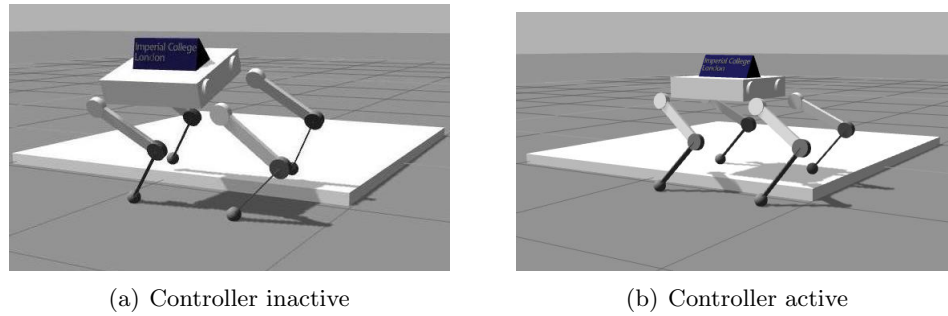 Imperial College
London
Imperial College
London
(a) Controller inactive
(b) Controller active